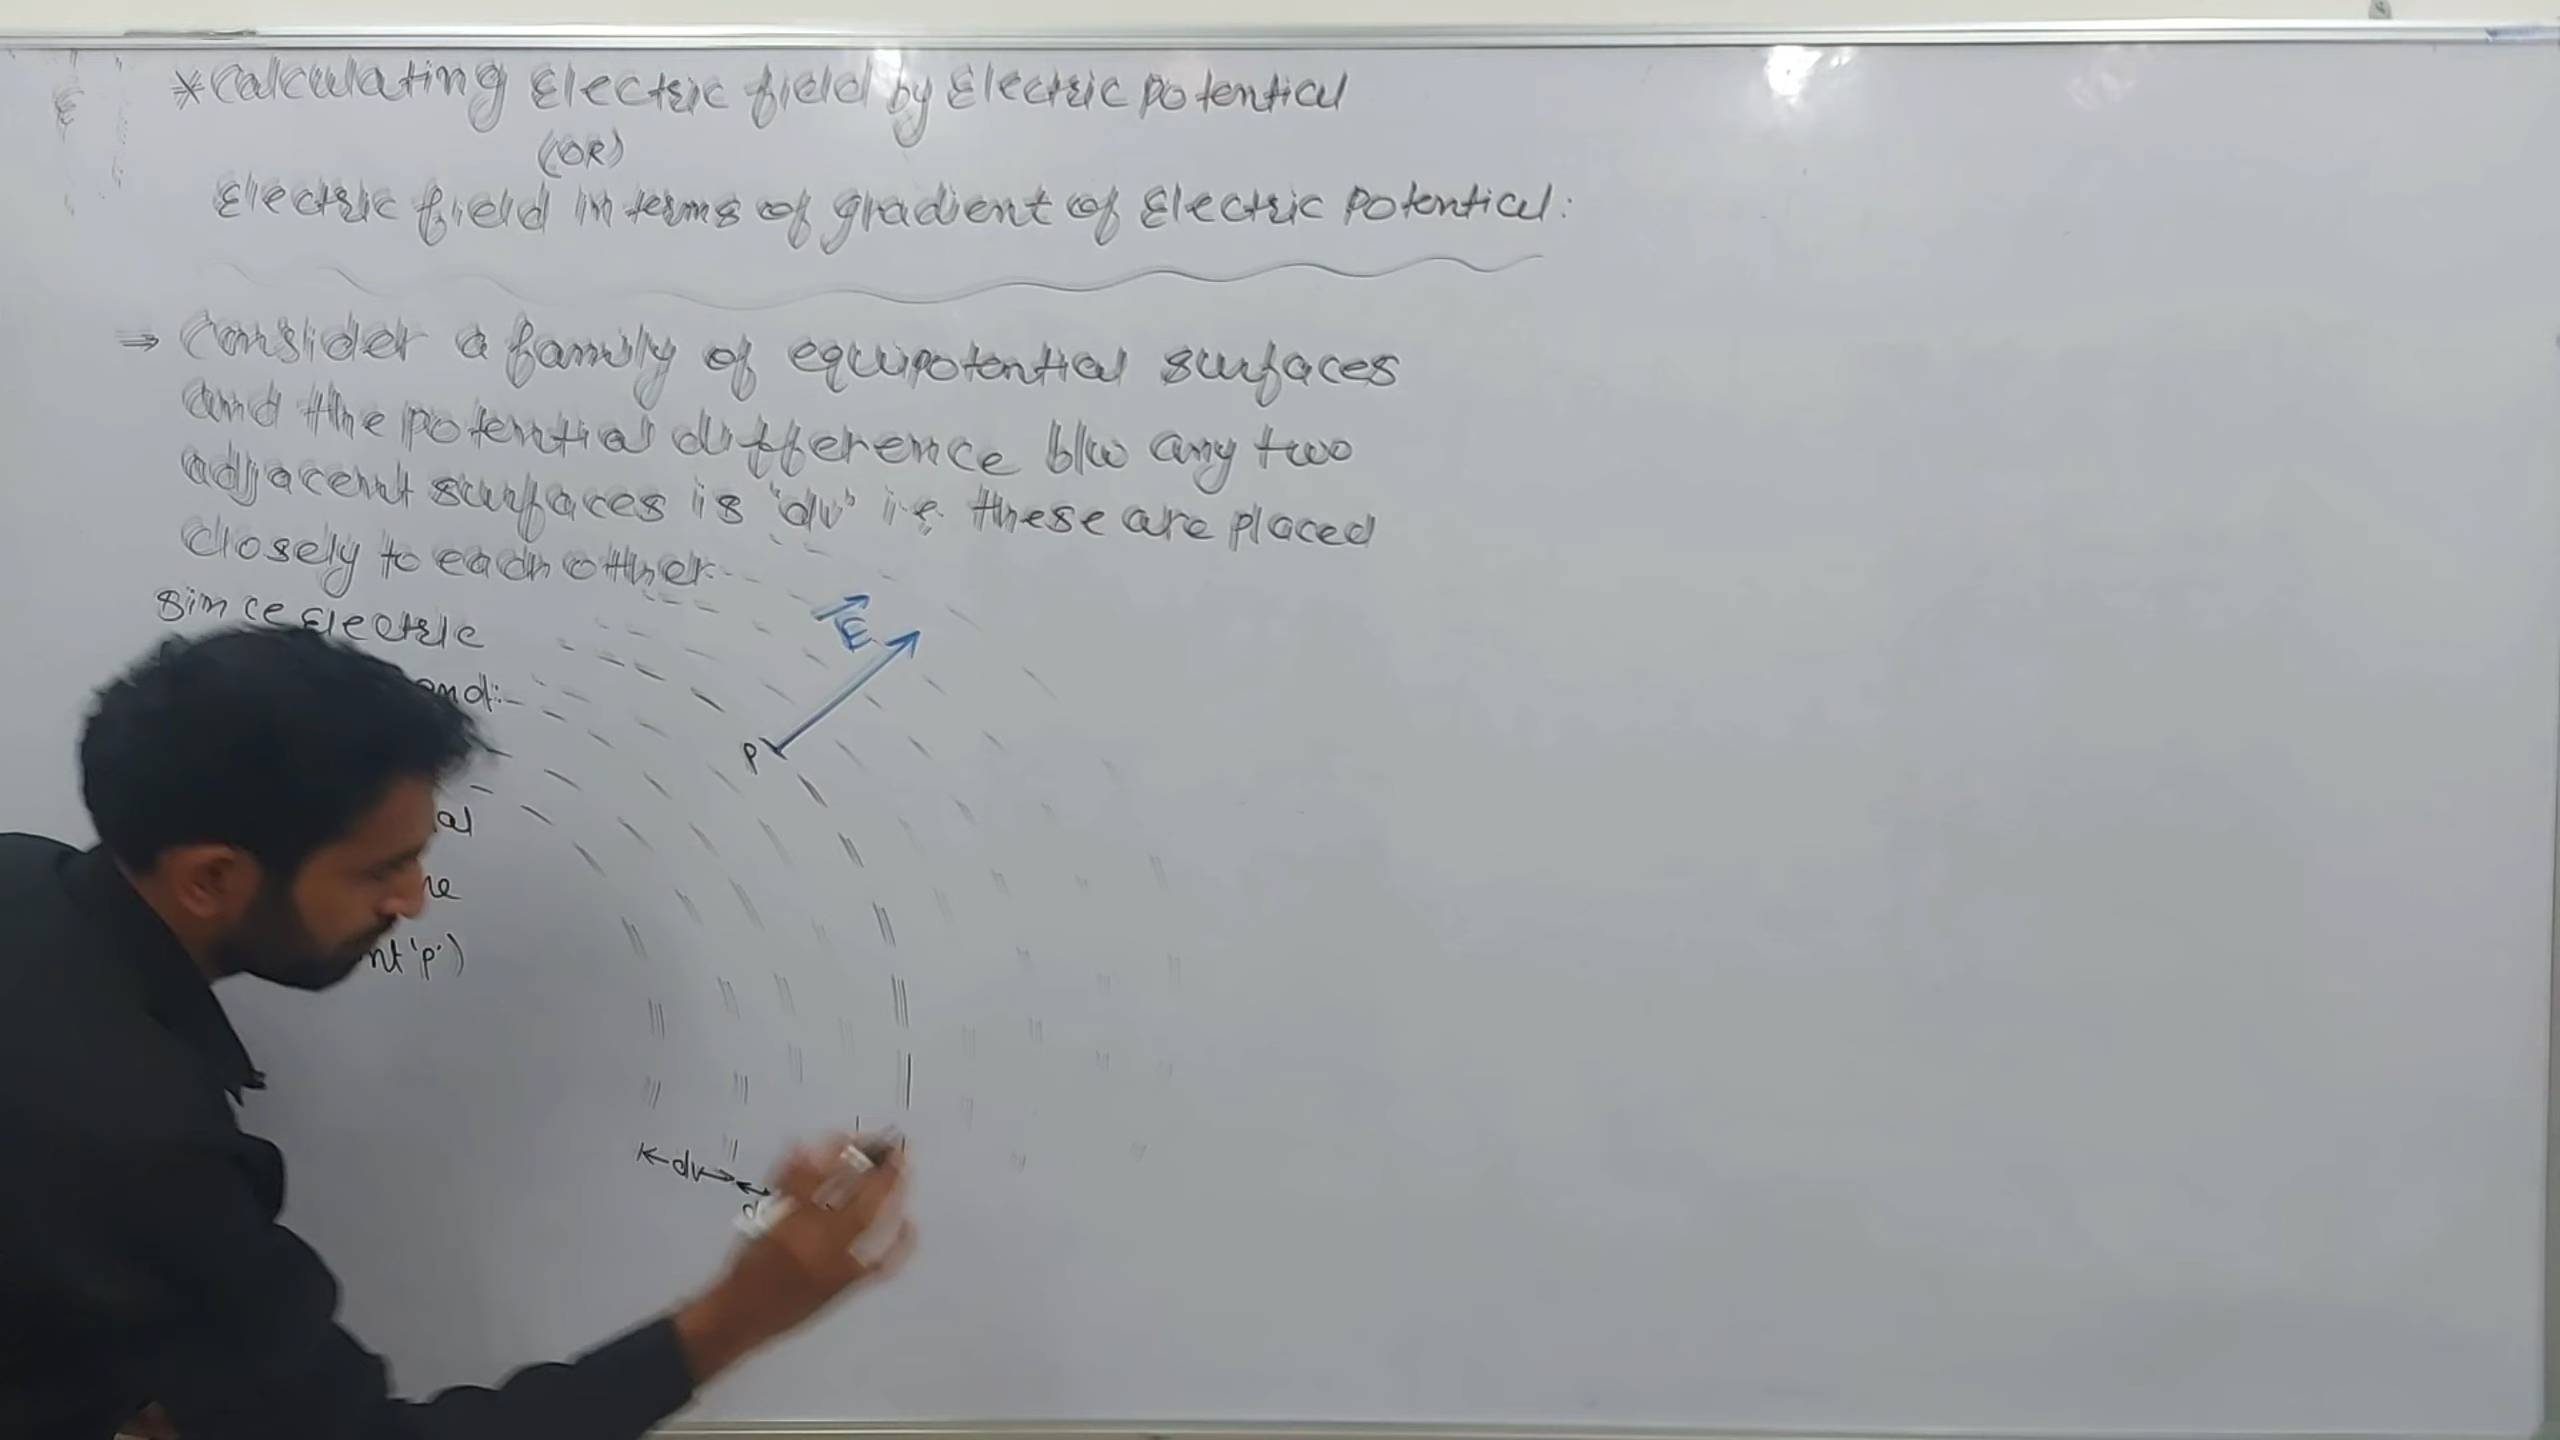 *Calculating Electric field by Electric Potential
(OR)
Electric field in terms of gradient of Electric Potential:
⇒ Consider a family of equipotential surfaces
and the potential difference b/w any two
adjacent surfaces is "dv" i.e. these are placed
closely to each other.
Since Electric
E
P
al
'P')
dv